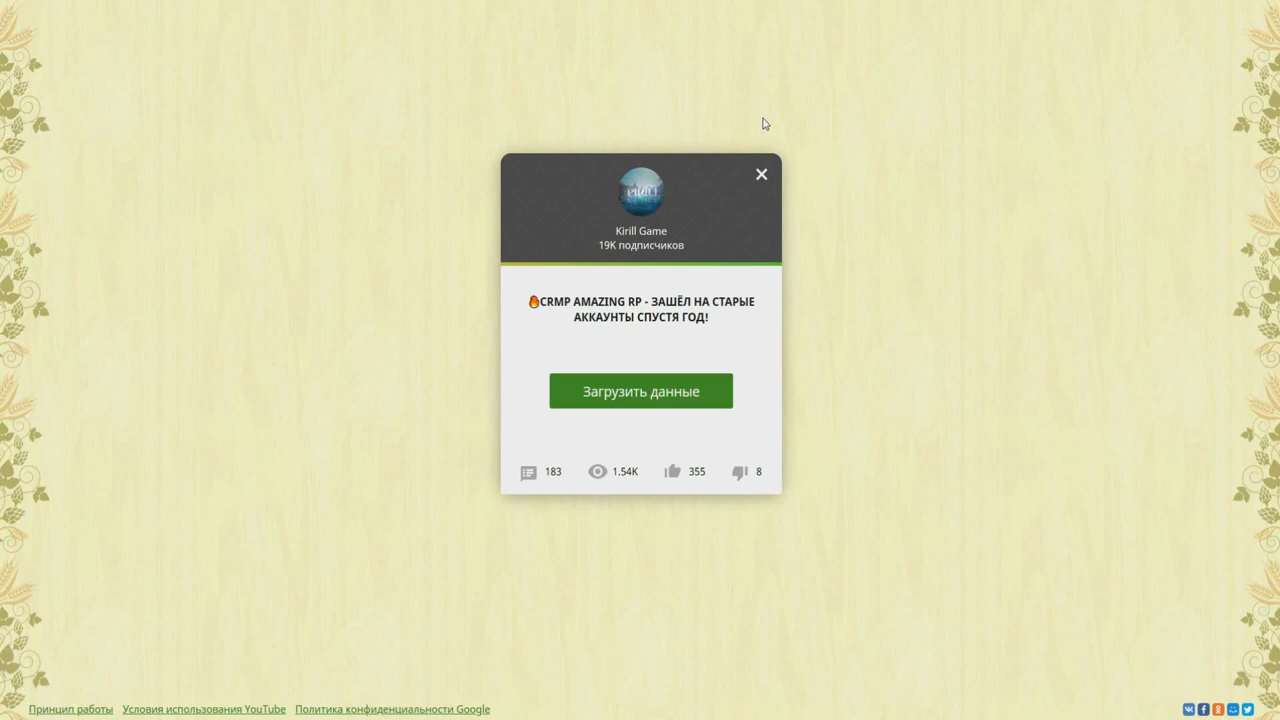 Kirill Game
19K подписчиков
🔥CRMP AMAZING RP - ЗАШЁЛ НА СТАРЫЕ
АККАУНТЫ СПУСТЯ ГОД!
Загрузить данные
183 1.54K 355 8
Принцип работы Условия использования YouTube Политика конфиденциальности Google